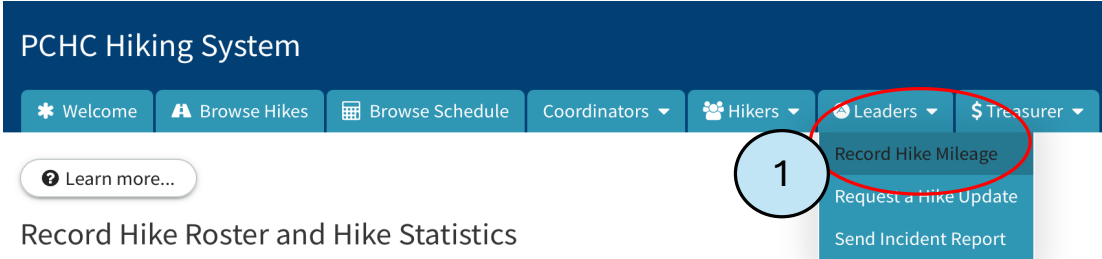 PCHC Hiking System
Welcome Browse Hikes Browse Schedule Coordinators Hikers Leaders $ Treasurer
Record Hike Mileage
1
? Learn more...
Request a Hike Update
Record Hike Roster and Hike Statistics
Send Incident Report